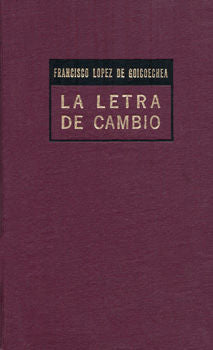 FRANCISCO LOPEZ DE GOICOECHEA
LA LETRA
DE CAMBIO